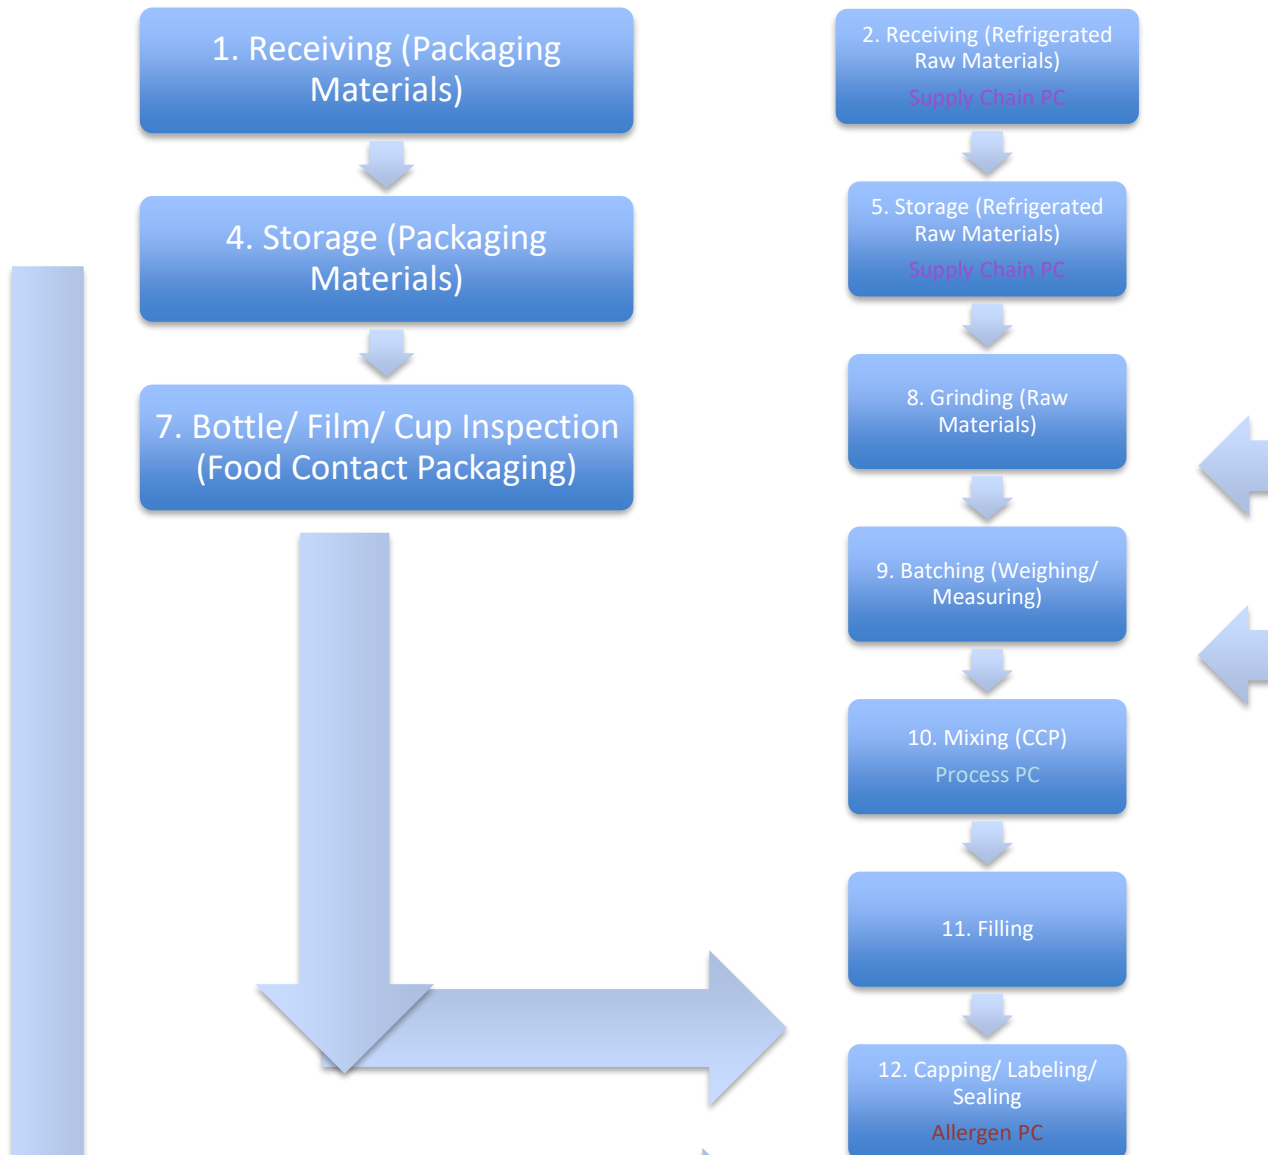 1. Receiving (Packaging
Materials)
4. Storage (Packaging
Materials)
7. Bottle/ Film/ Cup Inspection
(Food Contact Packaging)
2. Receiving (Refrigerated
Raw Materials)
Supply Chain PC
5. Storage (Refrigerated
Raw Materials)
Supply Chain PC
8. Grinding (Raw
Materials)
9. Batching (Weighing/
Measuring)
10. Mixing (CCP)
Process PC
11. Filling
12. Capping/ Labeling/
Sealing
Allergen PC